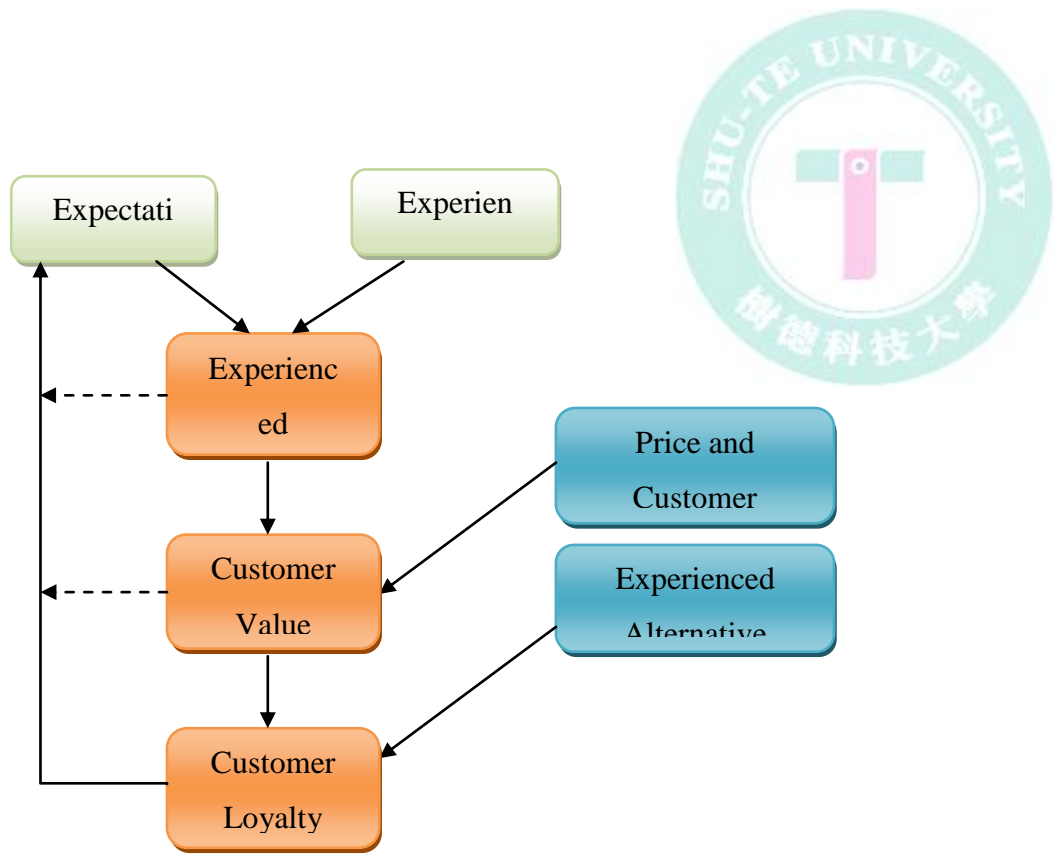 SHU-TE UNIVERSITY
樹德科技大學
Expectati
Experien
Experienc
ed
Price and
Customer
Customer
Value
Experienced
Alternative
Customer
Loyalty